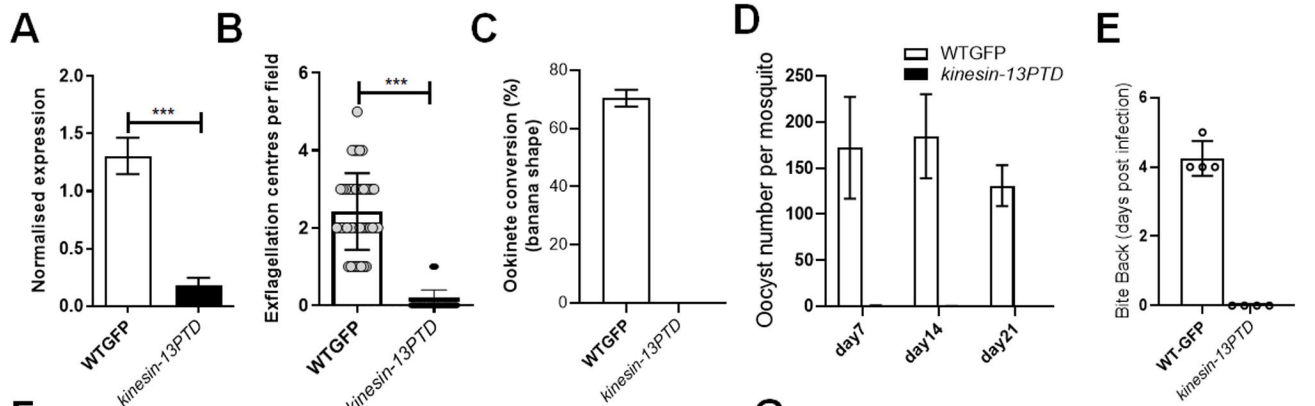 A
Normalised expression
2.0
1.5
1.0
0.5
0.0
***
WTGFP
kinesin-13PTD
B
Exflagellation centres per field
6
4
2
0
***
WTGFP
kinesin-13PTD
C
Ookinete conversion (%)
(banana shape)
80
60
40
20
0
WTGFP
kinesin-13PTD
D
Oocyst number per mosquito
WTGFP
kinesin-13PTD
250
200
150
100
50
0
day7
day14
day21
E
Bite Back (days post infection)
6
4
2
0
WT-GFP
kinesin-13PTD